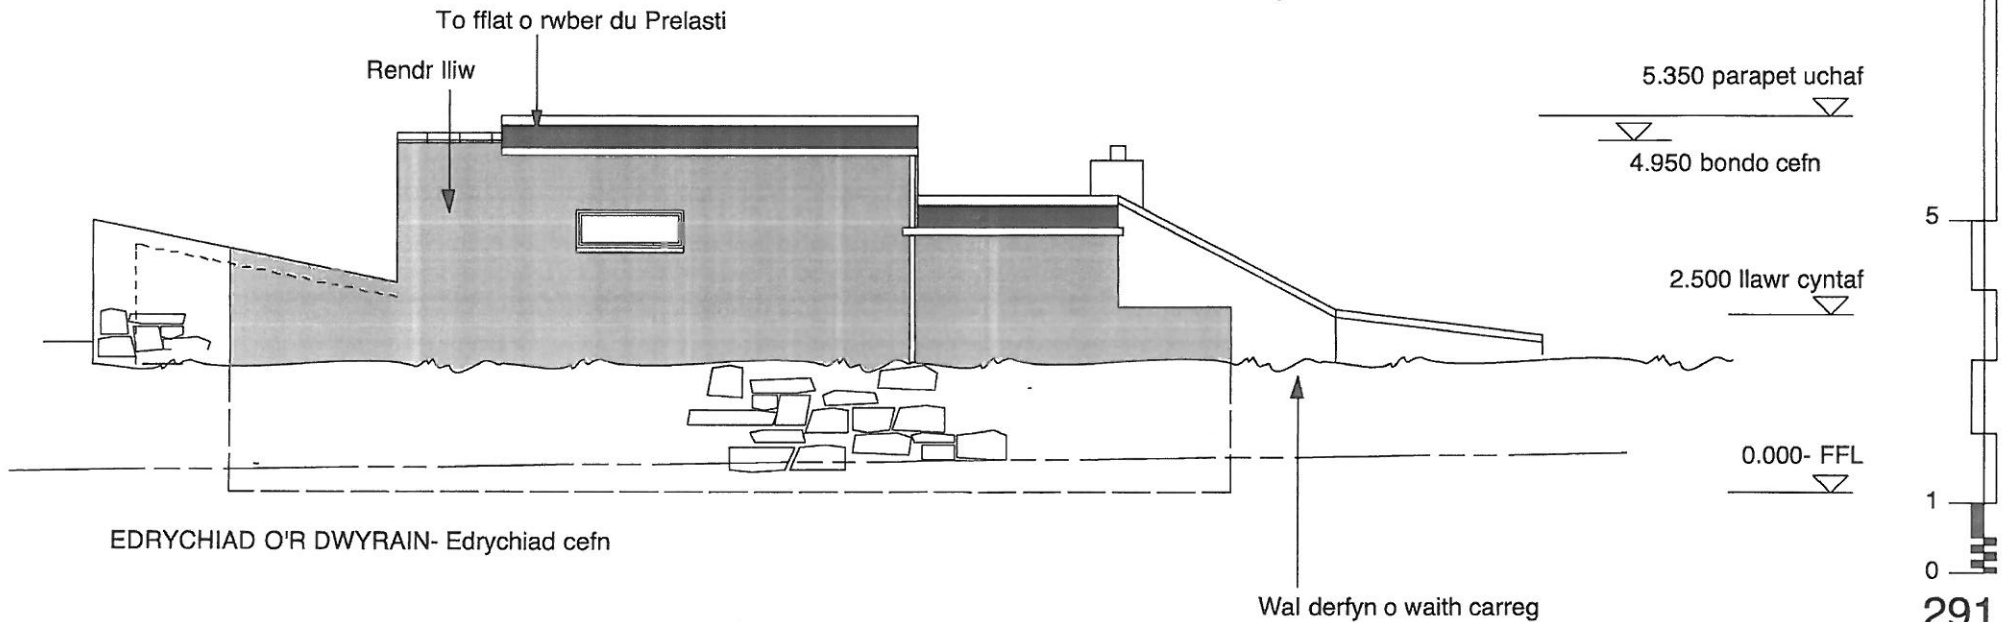 To fflat o rwber du Prelasti
Rendr lliw
5.350 parapet uchaf
4.950 bondo cefn
5
2.500 llawr cyntaf
0.000- FFL
1
EDRYCHIAD O'R DWYRAIN- Edrychiad cefn
0
Wal derfyn o waith carreg
291